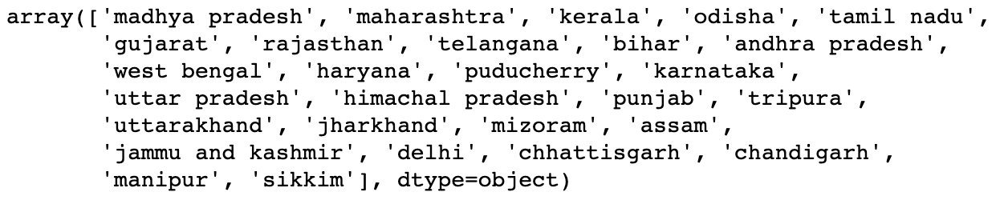 array(['madhya pradesh', 'maharashtra', 'kerala', 'odisha', 'tamil nadu',
'gujarat', 'rajasthan', 'telangana', 'bihar', 'andhra pradesh',
'west bengal', 'haryana', 'puducherry', 'karnataka',
'uttar pradesh', 'himachal pradesh', 'punjab', 'tripura',
'uttarakhand', 'jharkhand', 'mizoram', 'assam',
'jammu and kashmir', 'delhi', 'chhattisgarh', 'chandigarh',
'manipur', 'sikkim'], dtype=object)